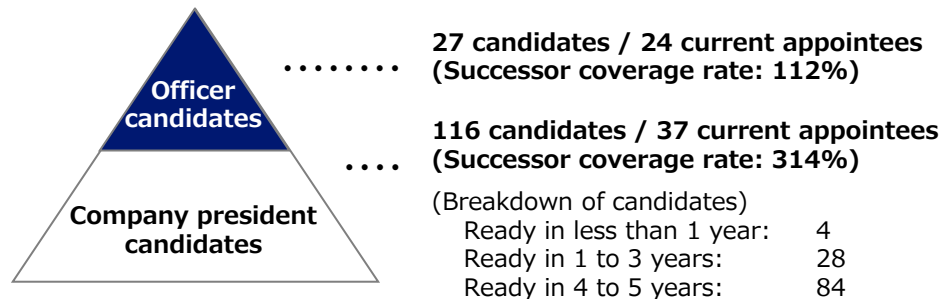 Officer
candidates
27 candidates / 24 current appointees
(Successor coverage rate: 112%)
Company president
candidates
116 candidates / 37 current appointees
(Successor coverage rate: 314%)
(Breakdown of candidates)
Ready in less than 1 year: 4
Ready in 1 to 3 years: 28
Ready in 4 to 5 years: 84